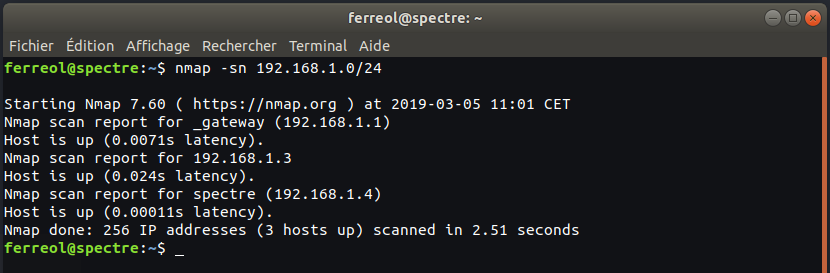 ferreol@spectre: ~
Fichier Édition Affichage Rechercher Terminal Aide
ferreol@spectre:~$ nmap -sn 192.168.1.0/24
Starting Nmap 7.60 ( https://nmap.org ) at 2019-03-05 11:01 CET
Nmap scan report for _gateway (192.168.1.1)
Host is up (0.0071s latency).
Nmap scan report for 192.168.1.3
Host is up (0.024s latency).
Nmap scan report for spectre (192.168.1.4)
Host is up (0.00011s latency).
Nmap done: 256 IP addresses (3 hosts up) scanned in 2.51 seconds
ferreol@spectre:~$ _